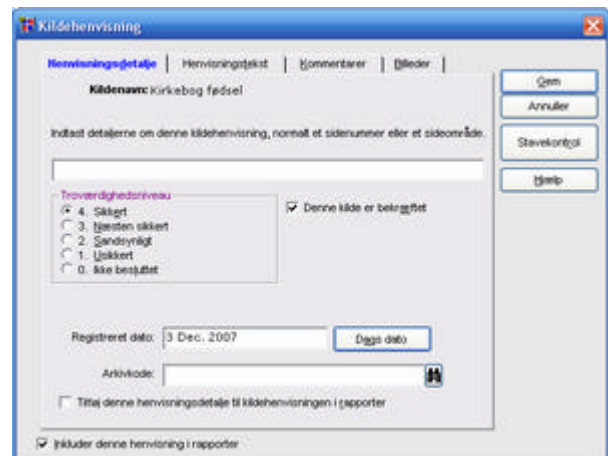 Kildehenvisning
Henvisningsdetalje | Henvisningstekst | Kommentarer | Billeder |
Kildenavn: Kirkebog fødsel
Indtast detaljerne om denne kildehenvisning, normalt et sidenummer eller et sideområde.
Troværdighedsniveau
4. Sikkert
3. Næsten sikkert
2. Sandsynligt
1. Usikkert
0. Ikke besluttet
Denne kilde er bekræftet
Registreret dato: 3 Dec. 2007 Dags dato
Arkivkode:
Tilføj denne henvisningsdetalje til kildehenvisningen i rapporter
Inkluder denne henvisning i rapporter
Gem
Annuller
Stavekontrol
Hjælp